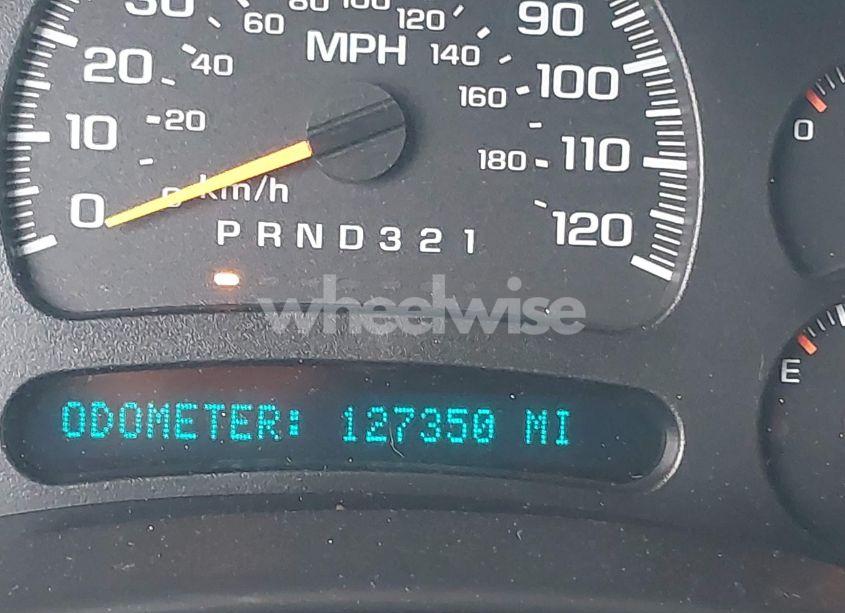 30 60 80 100 120 90
20 40 MPH 140 100
160
10 20 180 110
0 0 km/h 120
PRND321
wheelwise
ODOMETER: 127350 MI
0
E